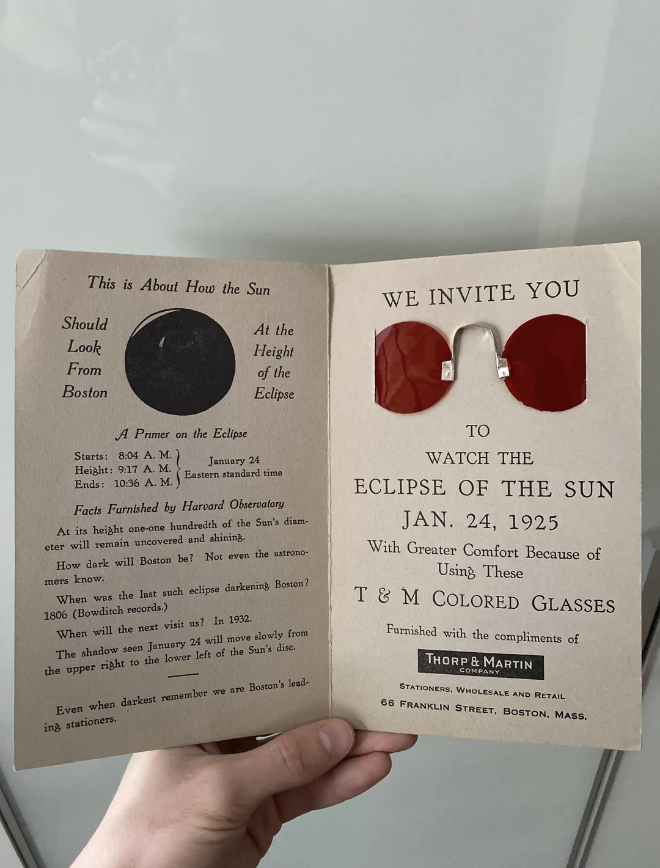 This is About How the Sun
Should
Look
From
Boston
At the
Height
of the
Eclipse
A Primer on the Eclipse
Starts: 8:04 A. M.
Height: 9:17 A. M.
Ends: 10:36 A. M.
January 24
Eastern standard time
Facts Furnished by Harvard Observatory
At its height one-one hundredth of the Sun's diam-
eter will remain uncovered and shining.
How dark will Boston be? Not even the astrono-
mers know.
When was the last such eclipse darkening Boston?
1806 (Bowditch records.)
When will the next visit us? In 1932.
The shadow seen January 24 will move slowly from
the upper right to the lower left of the Sun's disc.
Even when darkest remember we are Boston's lead-
ing stationers.
WE INVITE YOU
TO
WATCH THE
ECLIPSE OF THE SUN
JAN. 24, 1925
With Greater Comfort Because of
Using These
T & M COLORED GLASSES
Furnished with the compliments of
THORP & MARTIN
COMPANY
STATIONERS, WHOLESALE AND RETAIL
66 FRANKLIN STREET, BOSTON, MASS.